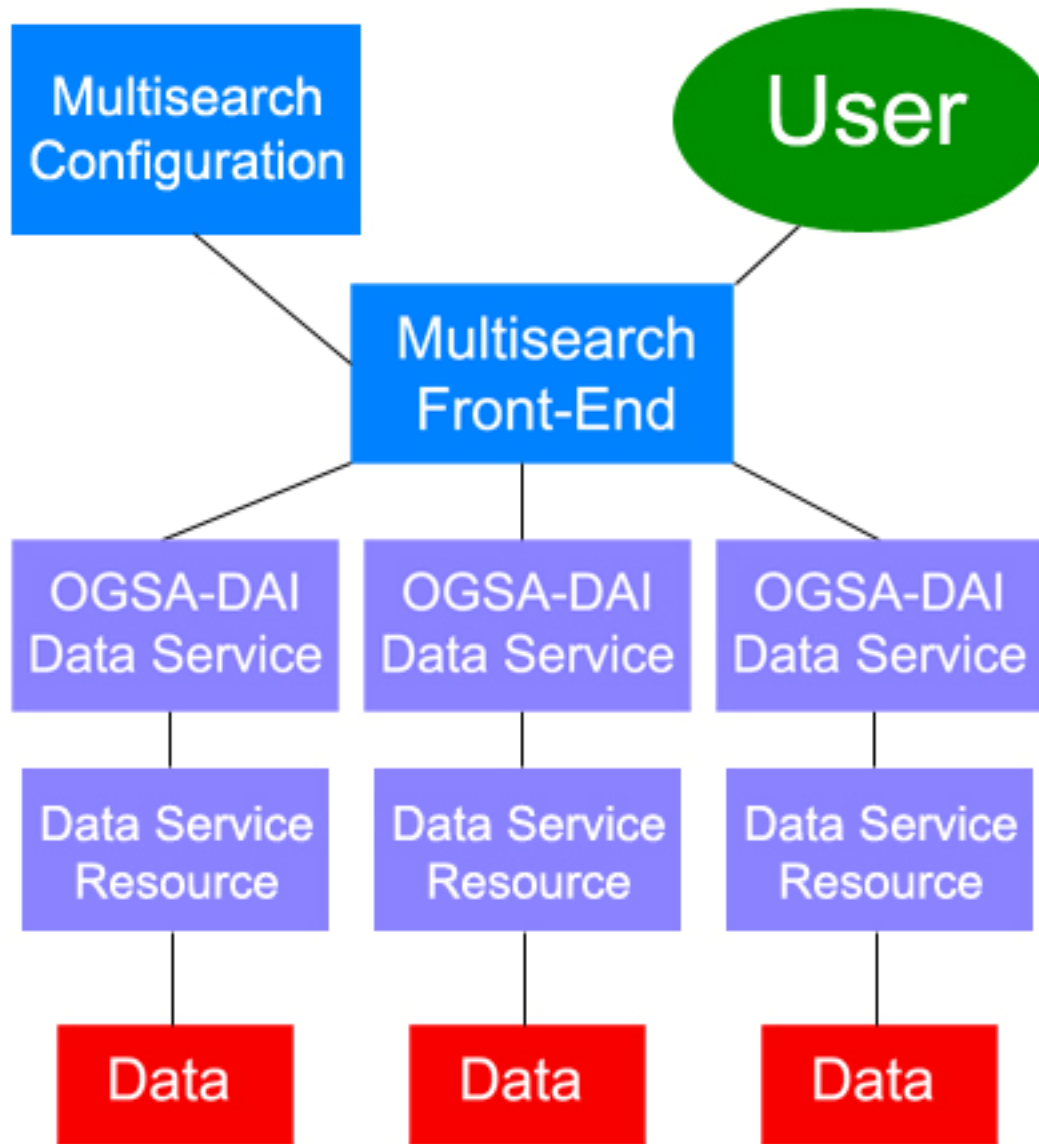 Multisearch
Configuration
User
Multisearch
Front-End
OGSA-DAI
Data Service
OGSA-DAI
Data Service
OGSA-DAI
Data Service
Data Service
Resource
Data Service
Resource
Data Service
Resource
Data
Data
Data